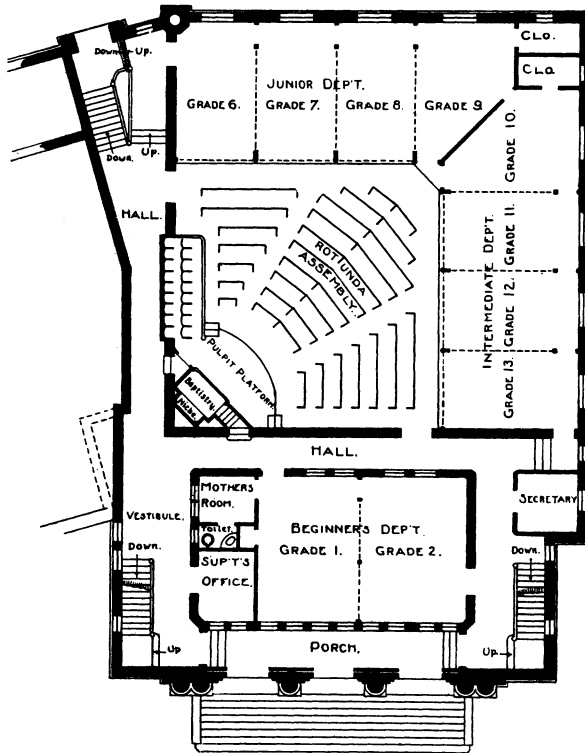 Down Up.
CLO.
CLO.
JUNIOR DEP'T.
GRADE 6. GRADE 7. GRADE 8. GRADE 9.
GRADE 10.
Down. Up.
HALL.
ROTUNDA
ASSEMBLY.
INTERMEDIATE DEP'T.
GRADE 11.
GRADE 12.
GRADE 13.
PULPIT PLATFORM.
Baptistry.
Niche.
HALL.
MOTHERS
ROOM.
SECRETARY
VESTIBULE.
Toilet.
BEGINNER'S DEP'T.
GRADE 1. GRADE 2.
Down.
Down.
SUP'T'S
OFFICE.
Up
PORCH.
Up.